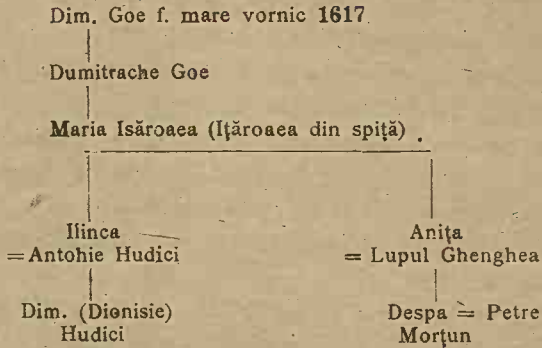 Dim. Goe f. mare vornic 1617.
Dumitrache Goe
Maria Isăroaea (Ițăroaea din spiță)
Ilinca
=Antohie Hudici
Dim. (Dionisie)
Hudici
Anița
= Lupul Ghenghea
Despa = Petre
Morțun